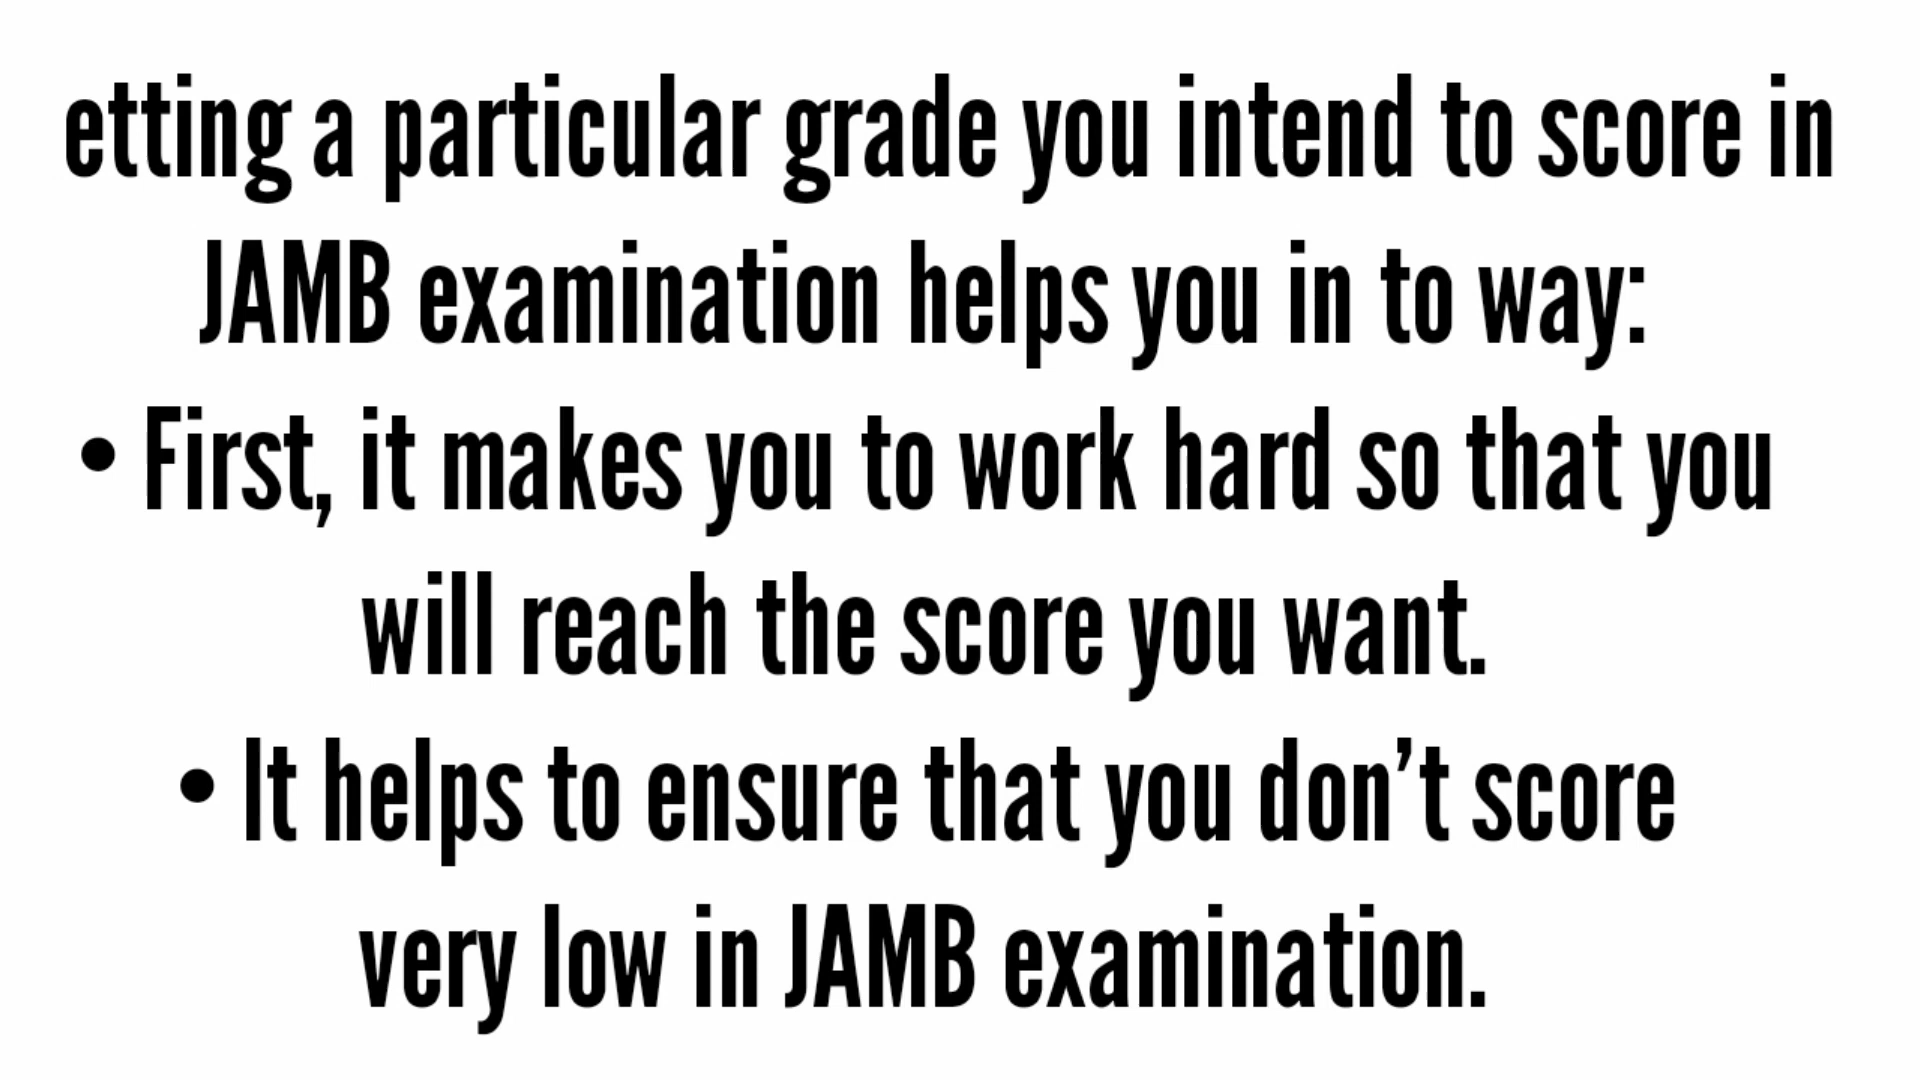 etting a particular grade you intend to score in
JAMB examination helps you in to way:
• First, it makes you to work hard so that you
will reach the score you want.
• It helps to ensure that you don’t score
very low in JAMB examination.